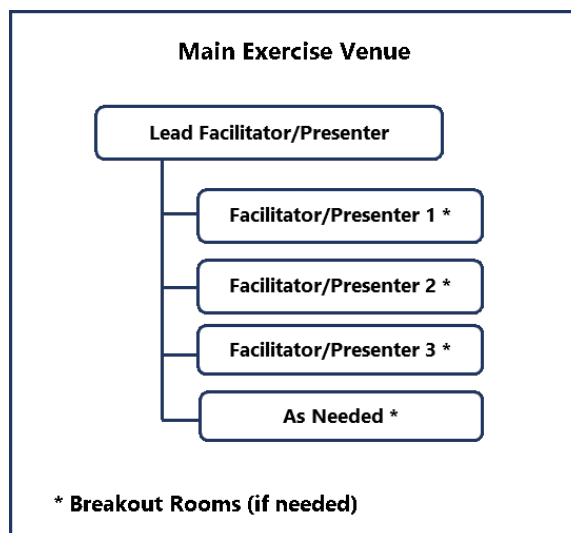 Main Exercise Venue
Lead Facilitator/Presenter
Facilitator/Presenter 1 *
Facilitator/Presenter 2 *
Facilitator/Presenter 3 *
As Needed *
* Breakout Rooms (if needed)